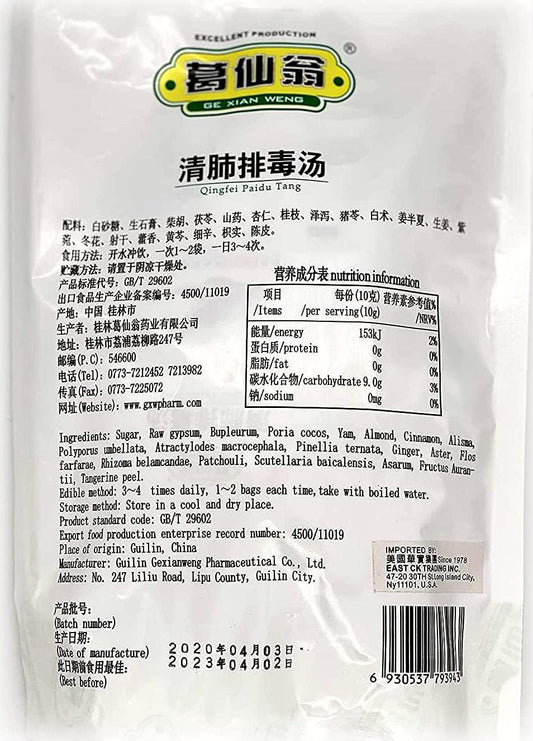 EXCELLENT PRODUCTION
葛仙翁®
GE XIAN WENG
清肺排毒汤
Qingfei Paidu Tang
配料: 白砂糖、生石膏、柴胡、茯苓、山药、杏仁、桂枝、泽泻、猪苓、白术、姜半夏、生姜、紫
菀、冬花、射干、藿香、黄芩、细辛、枳实、陈皮。
食用方法: 开水冲饮, 一次1~2袋, 一日3~4次。
贮藏方法: 请置于阴凉干燥处。
产品标准代号: GB/T 29602
出口食品生产企业备案编号: 4500/11019
产地: 中国 桂林市
生产者: 桂林葛仙翁药业有限公司
地址: 桂林市荔浦荔柳路247号
邮编(P.C): 546600
电话(Tel): 0773-7212452 7213982
传真(Fax): 0773-7225072
网址(Website): www.gxwpharm.com
营养成分表 nutrition information
项目 每份(10克) 营养素参考值%
/Items /per serving(10g) /NRV%
能量/energy 153kJ 2%
蛋白质/protein 0g 0%
脂肪/fat 0g 0%
碳水化合物/carbohydrate 9.0g 3%
钠/sodium 0mg 0%
Ingredients: Sugar, Raw gypsum, Bupleurum, Poria cocos, Yam, Almond, Cinnamon, Alisma,
Polyporus umbellata, Atractylodes macrocephala, Pinellia ternata, Ginger, Aster, Flos
farfarae, Rhizoma belamcandae, Patchouli, Scutellaria baicalensis, Asarum, Fructus Auran-
tii, Tangerine peel.
Edible method: 3~4 times daily, 1~2 bags each time, take with boiled water.
Storage method: Store in a cool and dry place.
Product standard code: GB/T 29602
Export food production enterprise record number: 4500/11019
Place of origin: Guilin, China
Manufacturer: Guilin Gexianweng Pharmaceutical Co., Ltd.
Address: No. 247 Liliu Road, Lipu County, Guilin City.
IMPORTED BY:
美國華實集團 Since 1978
EAST CK TRADING INC.
47-20 30TH St,Long Island City,
Ny11101, U.S.A.
产品批号:
(Batch number)
生产日期:
(Date of manufacture) 2020年04月03日
此日期前食用最佳: 2023年04月02日
(Best before)
6 930537 793943